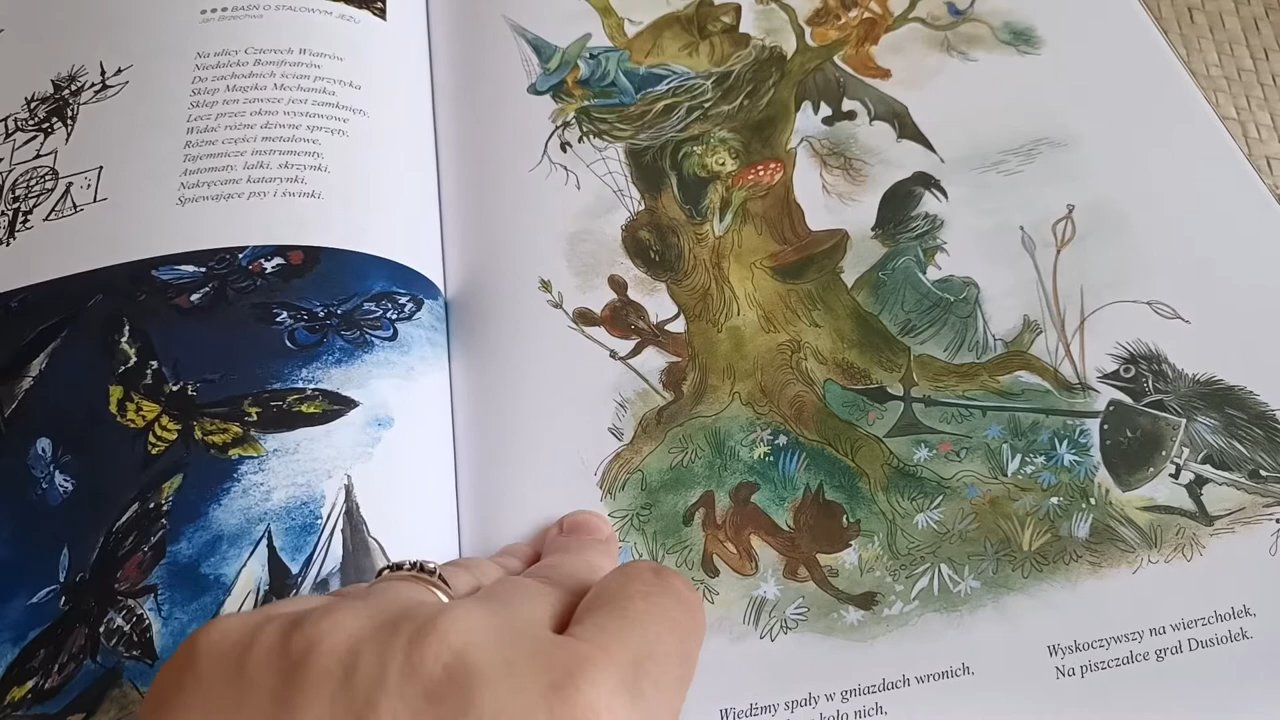 ●●● BAŚŃ O STALOWYM JEŻU
Jan Brzechwa
Na ulicy Czterech Wiatrów
Niedaleko Bonifratrów
Do zachodnich ścian przytyka
Sklep Magika Mechanika.
Sklep ten zawsze jest zamknięty,
Lecz przez okno wystawowe
Widać różne dziwne sprzęty,
Różne części metalowe,
Tajemnicze instrumenty,
Automaty, lalki, skrzynki,
Nakręcane katarynki,
Śpiewające psy i świnki.
Wiedźmy spały w gniazdach wronich,
koło nich,
Wyskoczywszy na wierzchołek,
Na piszczałce grał Dusiołek.